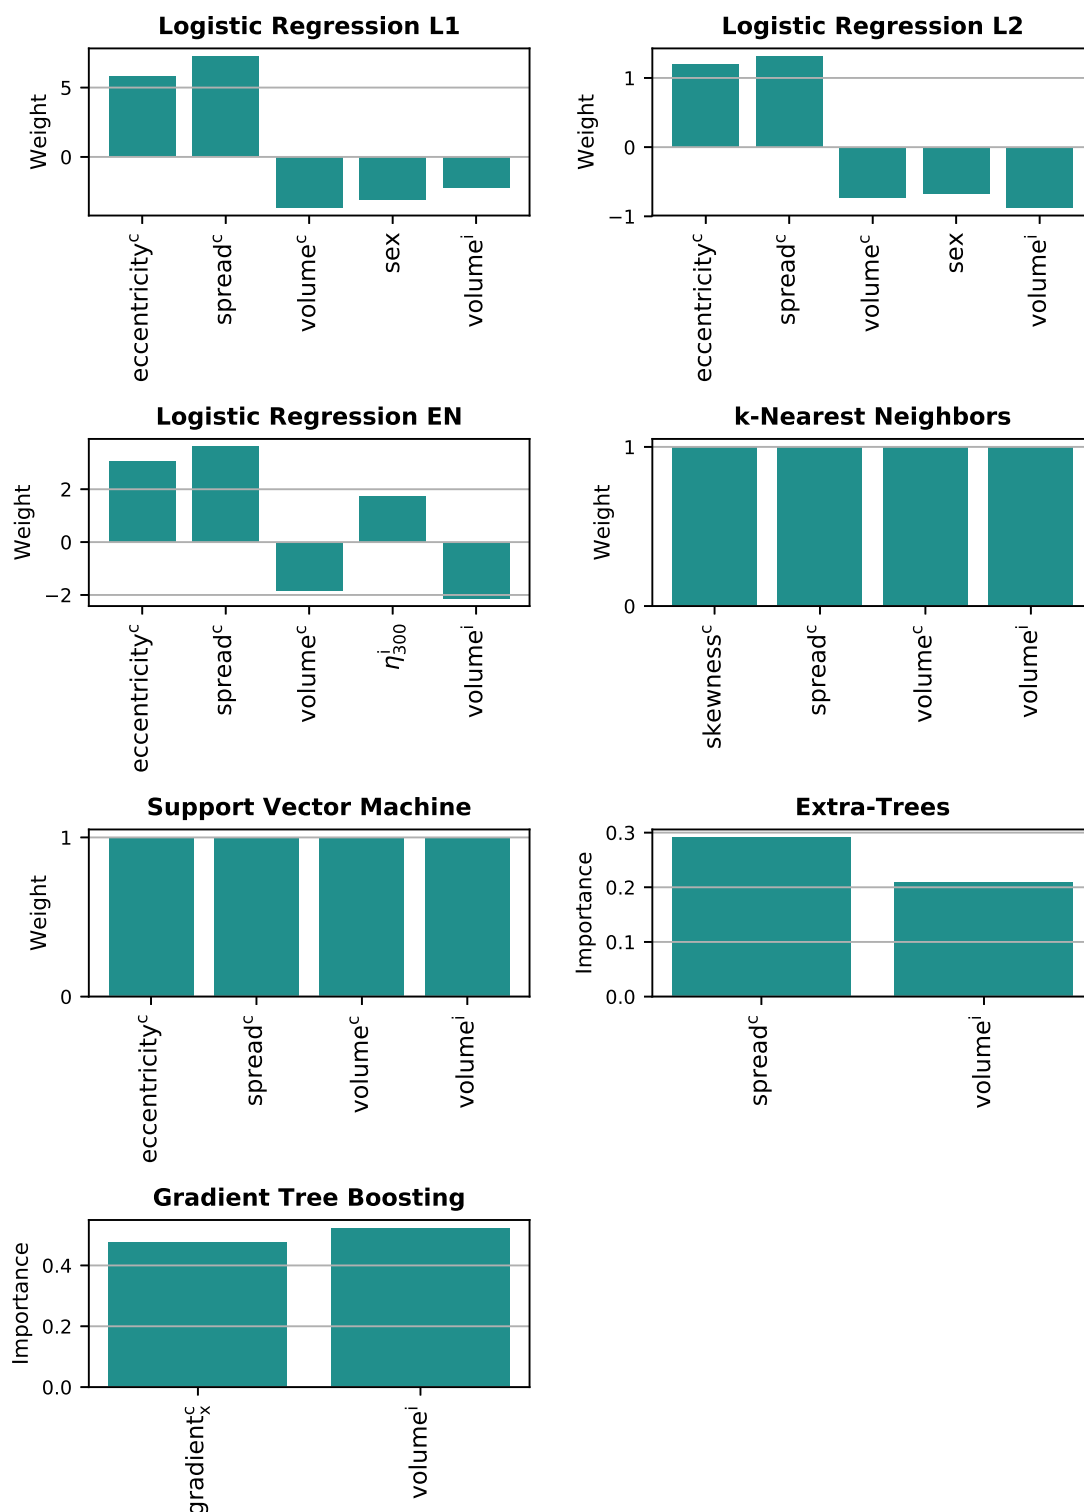 Logistic Regression L1
Weight
5
0
eccentricityᶜ
spreadᶜ
volumeᶜ
sex
volumeⁱ
Logistic Regression L2
Weight
1
0
−1
eccentricityᶜ
spreadᶜ
volumeᶜ
sex
volumeⁱ
Logistic Regression EN
Weight
2
0
−2
eccentricityᶜ
spreadᶜ
volumeᶜ
ηⁱ₃₀₀
volumeⁱ
k-Nearest Neighbors
Weight
1
0
skewnessᶜ
spreadᶜ
volumeᶜ
volumeⁱ
Support Vector Machine
Weight
1
0
eccentricityᶜ
spreadᶜ
volumeᶜ
volumeⁱ
Extra-Trees
Importance
0.3
0.2
0.1
0.0
spreadᶜ
volumeⁱ
Gradient Tree Boosting
Importance
0.4
0.2
0.0
gradientᶜₓ
volumeⁱ